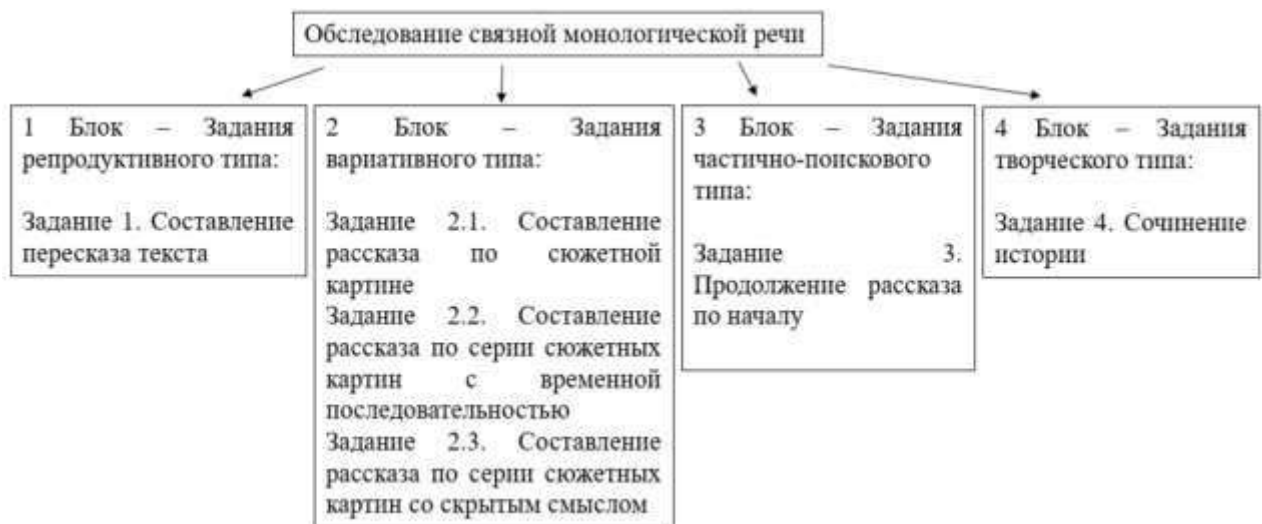 Обследование связной монологической речи
1 Блок – Задания
репродуктивного типа:
Задание 1. Составление
пересказа текста
2 Блок – Задания
вариативного типа:
Задание 2.1. Составление
рассказа по сюжетной
картине
Задание 2.2. Составление
рассказа по серии сюжетных
картин с временной
последовательностью
Задание 2.3. Составление
рассказа по серии сюжетных
картин со скрытым смыслом
3 Блок – Задания
частично-поискового
типа:
Задание 3.
Продолжение рассказа
по началу
4 Блок – Задания
творческого типа:
Задание 4. Сочинение
истории